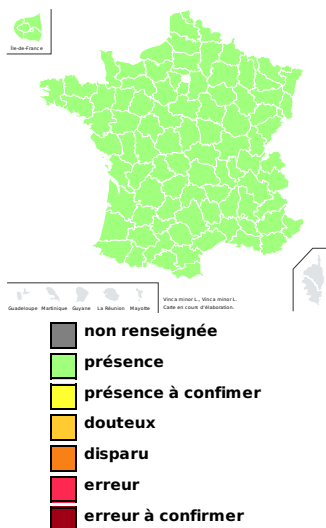 Île-de-France
Vinca minor L., Vinca minor L.
Carte en cours d'élaboration.
Guadeloupe Martinique Guyane La Réunion Mayotte
non renseignée
présence
présence à confimer
douteux
disparu
erreur
erreur à confirmer